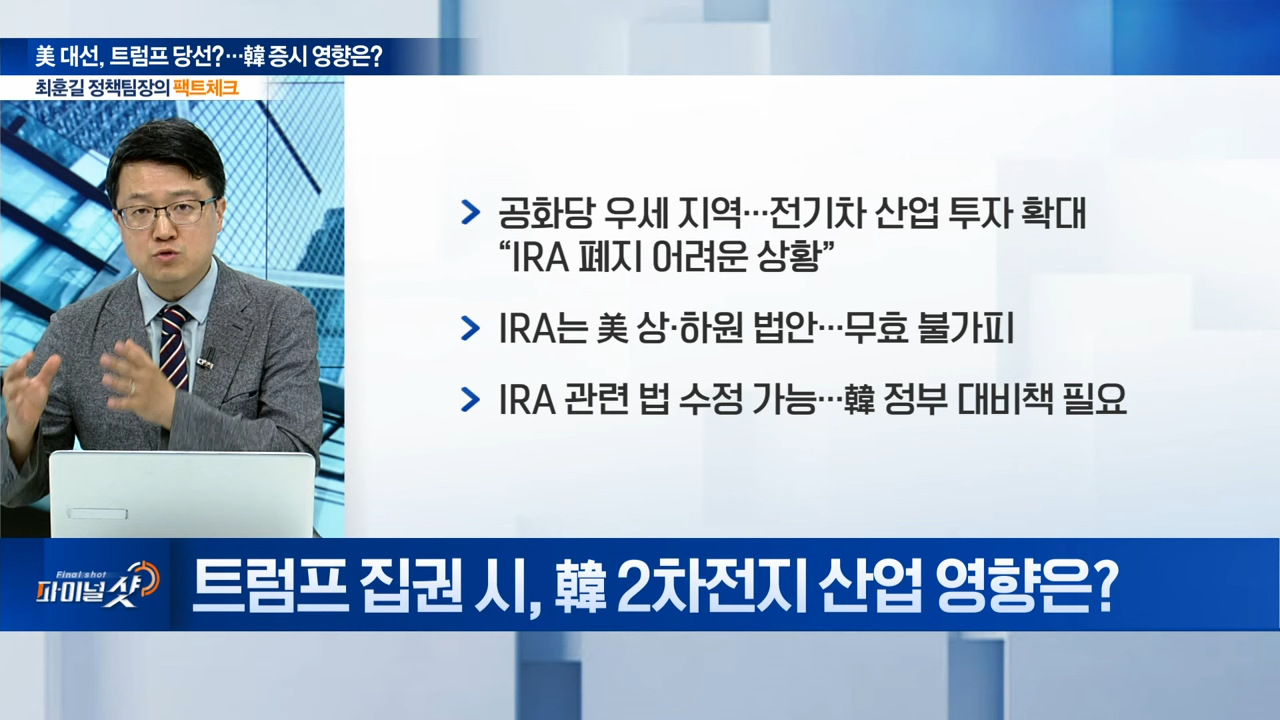 美 대선, 트럼프 당선?…韓 증시 영향은?
최훈길 정책팀장의 팩트체크
> 공화당 우세 지역…전기차 산업 투자 확대
“IRA 폐지 어려운 상황”
> IRA는 美 상·하원 법안…무효 불가피
> IRA 관련 법 수정 가능…韓 정부 대비책 필요
Final shot
파이널 샷
트럼프 집권 시, 韓 2차전지 산업 영향은?